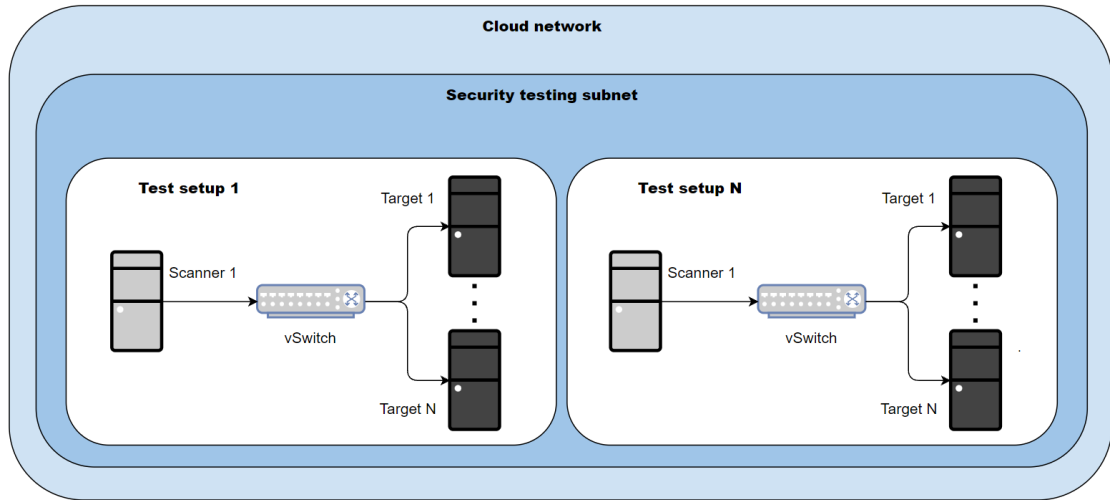 Cloud network
Security testing subnet
Test setup 1
Target 1
Scanner 1
vSwitch
Target N
Test setup N
Target 1
Scanner 1
vSwitch
Target N